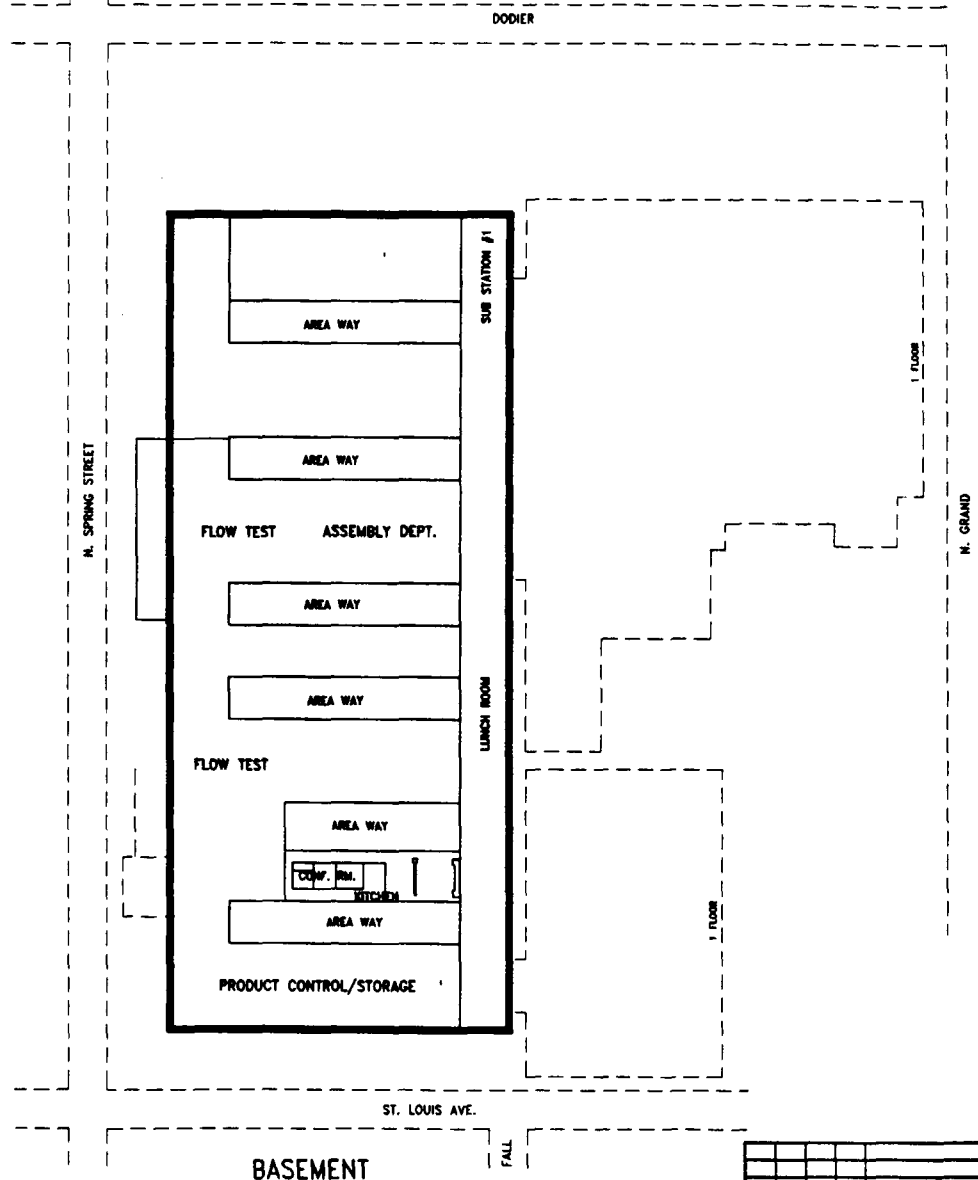 DODIER
SUB STATION #1
AREA WAY
1 FLOOR
AREA WAY
N. SPRING STREET
N. GRAND
FLOW TEST
ASSEMBLY DEPT.
AREA WAY
AREA WAY
LUNCH ROOM
FLOW TEST
AREA WAY
CONF. RM.
KITCHEN
AREA WAY
1 FLOOR
PRODUCT CONTROL/STORAGE
ST. LOUIS AVE.
FALL
BASEMENT